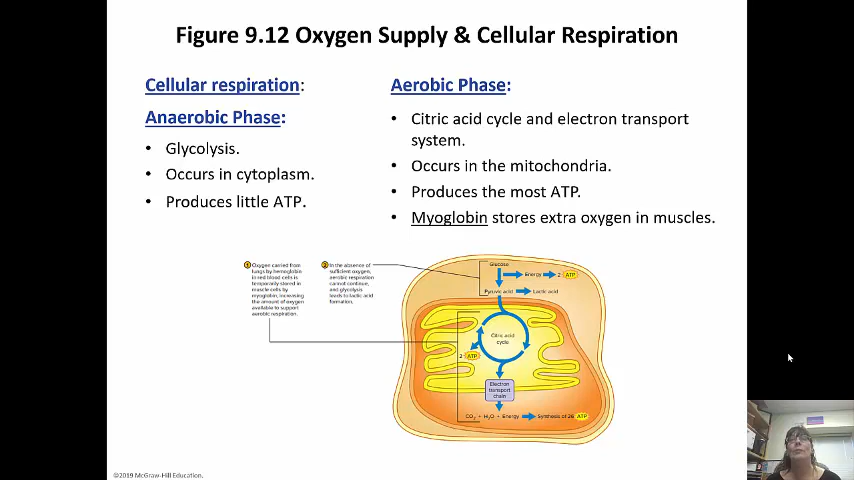 Figure 9.12 Oxygen Supply & Cellular Respiration
Cellular respiration:
Anaerobic Phase:
• Glycolysis.
• Occurs in cytoplasm.
• Produces little ATP.
Aerobic Phase:
• Citric acid cycle and electron transport
system.
• Occurs in the mitochondria.
• Produces the most ATP.
• Myoglobin stores extra oxygen in muscles.
1 Oxygen carried from
lungs by hemoglobin
in red blood cells is
temporarily stored in
muscle cells by
myoglobin, increasing
the amount of oxygen
available to support
aerobic respiration.
2 In the absence of
sufficient oxygen,
aerobic respiration
cannot continue,
and glycolysis
leads to lactic acid
formation.
Glucose
Energy 2 ATP
Pyruvic acid Lactic acid
Citric acid
cycle
2 ATP
Electron
transport
chain
CO2 + H2O + Energy Synthesis of 26 ATP
©2019 McGraw-Hill Education.